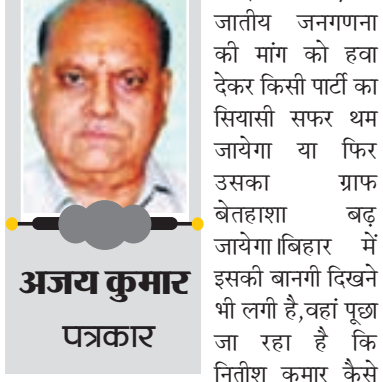 अजय कुमार
पत्रकार
जातीय जनगणना
की मांग को हवा
देकर किसी पार्टी का
सियासी सफर थम
जायेगा या फिर
उसका ग्राफ
बेतहाशा बढ़
जायेगा।बिहार में
इसकी बानगी दिखने
भी लगी है,वहां पूछा
जा रहा है कि
नितीश कुमार कैसे